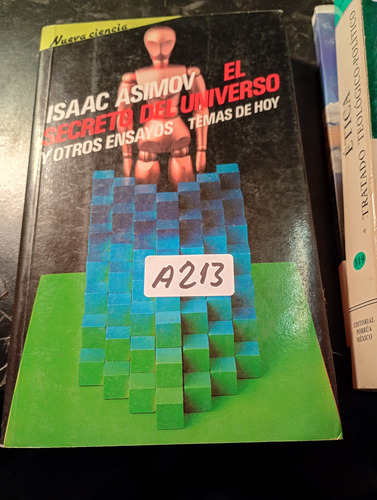 Nueva ciencia
ISAAC ASIMOV EL
SECRETO DEL UNIVERSO
Y OTROS ENSAYOS TEMAS DE HOY
A213
ÉTICA
* TRATADO TEOLÓGICO-POLÍTICO
319
EDITORIAL
PORRÚA
MÉXICO